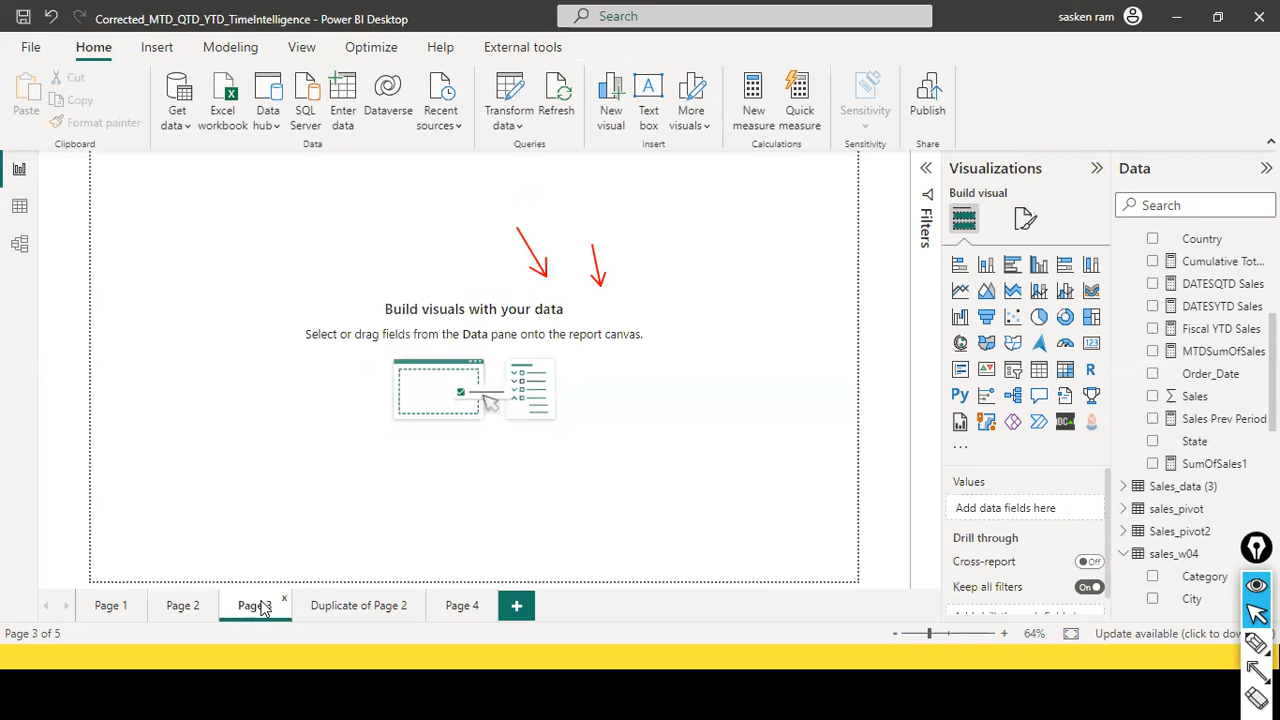 Corrected_MTD_QTD_YTD_TimeIntelligence - Power BI Desktop
Search
sasken ram
File Home Insert Modeling View Optimize Help External tools
Paste
Cut
Copy
Format painter
Get data
Excel workbook
Data hub
SQL Server
Enter data
Dataverse
Recent sources
Transform data
Refresh
New visual
Text box
More visuals
New measure
Quick measure
Sensitivity
Publish
Clipboard
Data
Queries
Insert
Calculations
Sensitivity
Share
Build visuals with your data
Select or drag fields from the Data pane onto the report canvas.
Filters
Visualizations
Build visual
R
Py
123
Values
Add data fields here
Drill through
Cross-report
Off
Keep all filters
On
Data
Search
Country
Cumulative Tot...
DATESQTD Sales
DATESYTD Sales
Fiscal YTD Sales
MTDSumOfSales
Order_Date
Sales
Sales Prev Period
State
SumOfSales1
Sales_data (3)
sales_pivot
Sales_pivot2
sales_w04
Category
City
Page 1
Page 2
Page 3
Duplicate of Page 2
Page 4
Page 3 of 5
64%
Update available (click to dow